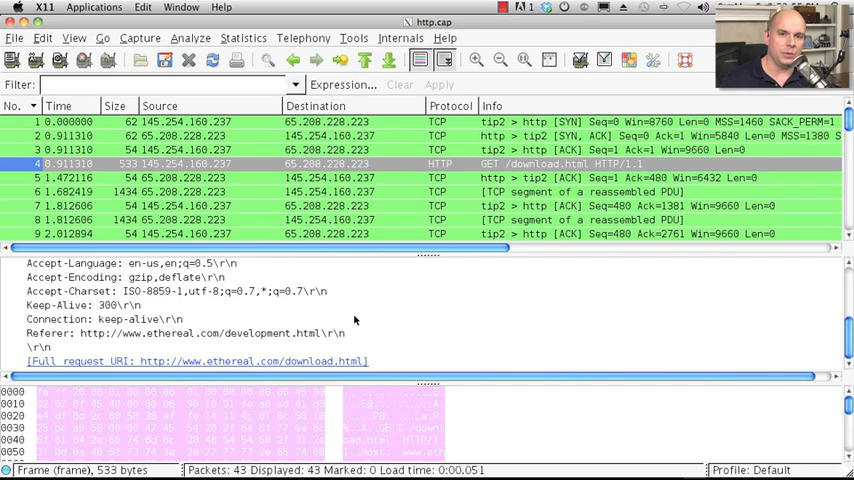 Applications Edit Window Help
http.cap
File Edit View Go Capture Analyze Statistics Telephony Tools Internals Help
Filter: Expression... Clear Apply
No. Time Size Source Destination Protocol Info
1 0.000000 62 145.254.160.237 65.208.228.223 TCP tip2 > http [SYN] Seq=0 Win=8760 Len=0 MSS=1460 SACK_PERM=1
2 0.911310 62 65.208.228.223 145.254.160.237 TCP http > tip2 [SYN, ACK] Seq=0 Ack=1 Win=5840 Len=0 MSS=1380 S
3 0.911310 54 145.254.160.237 65.208.228.223 TCP tip2 > http [ACK] Seq=1 Ack=1 Win=9660 Len=0
4 0.911310 533 145.254.160.237 65.208.228.223 HTTP GET /download.html HTTP/1.1
5 1.472116 54 65.208.228.223 145.254.160.237 TCP http > tip2 [ACK] Seq=1 Ack=480 Win=6432 Len=0
6 1.682419 1434 65.208.228.223 145.254.160.237 TCP [TCP segment of a reassembled PDU]
7 1.812606 54 145.254.160.237 65.208.228.223 TCP tip2 > http [ACK] Seq=480 Ack=1381 Win=9660 Len=0
8 1.812606 1434 65.208.228.223 145.254.160.237 TCP [TCP segment of a reassembled PDU]
9 2.012894 54 145.254.160.237 65.208.228.223 TCP tip2 > http [ACK] Seq=480 Ack=2761 Win=9660 Len=0
Accept-Language: en-us,en;q=0.5\r\n
Accept-Encoding: gzip,deflate\r\n
Accept-Charset: ISO-8859-1,utf-8;q=0.7,*;q=0.7\r\n
Keep-Alive: 300\r\n
Connection: keep-alive\r\n
Referer: http://www.ethereal.com/development.html\r\n
\r\n
[Full request URI: http://www.ethereal.com/download.html]
0000
0010
0020
0030
0040
0050
Frame (frame), 533 bytes Packets: 43 Displayed: 43 Marked: 0 Load time: 0:00.051 Profile: Default